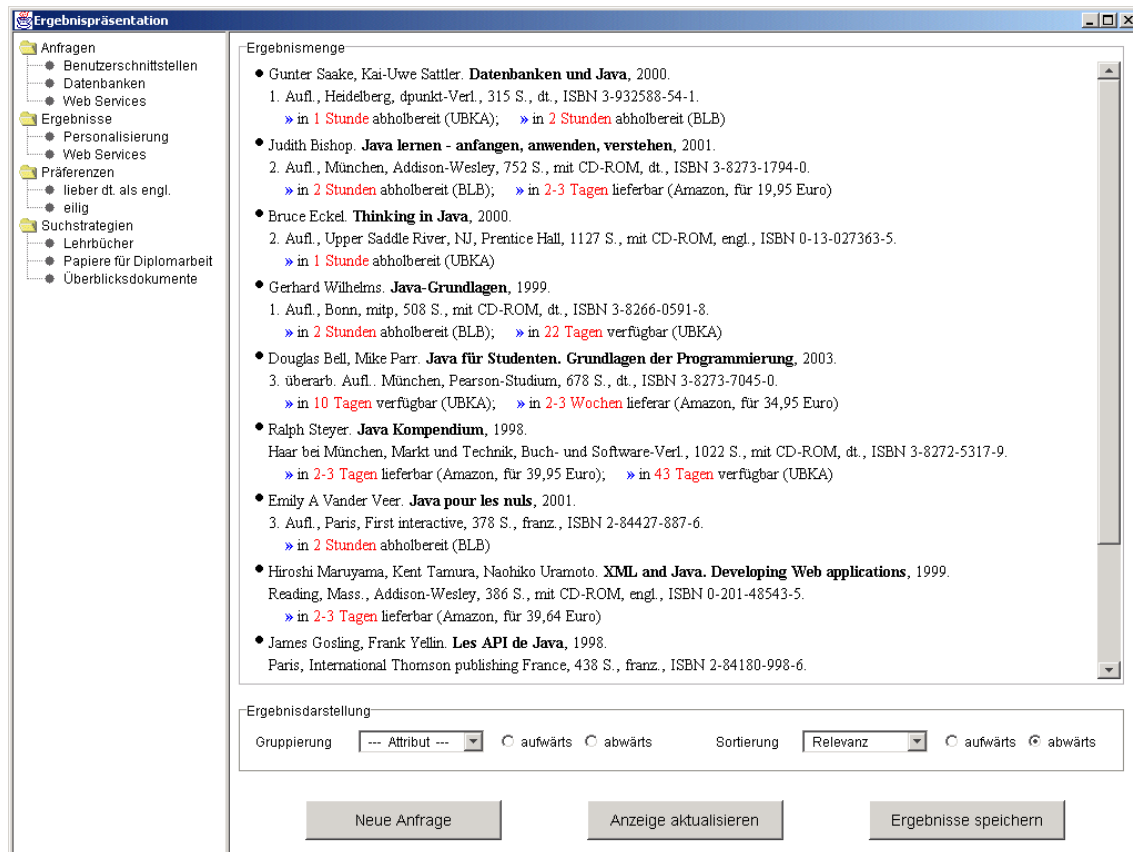 Ergebnispräsentation
Anfragen
Benutzerschnittstellen
Datenbanken
Web Services
Ergebnisse
Personalisierung
Web Services
Präferenzen
lieber dt. als engl.
eilig
Suchstrategien
Lehrbücher
Papiere für Diplomarbeit
Überblicksdokumente
Ergebnismenge
Gunter Saake, Kai-Uwe Sattler. Datenbanken und Java, 2000.
1. Aufl., Heidelberg, dpunkt-Verl., 315 S., dt., ISBN 3-932588-54-1.
» in 1 Stunde abholbereit (UBKA); » in 2 Stunden abholbereit (BLB)
Judith Bishop. Java lernen - anfangen, anwenden, verstehen, 2001.
2. Aufl., München, Addison-Wesley, 752 S., mit CD-ROM, dt., ISBN 3-8273-1794-0.
» in 2 Stunden abholbereit (BLB); » in 2-3 Tagen lieferbar (Amazon, für 19,95 Euro)
Bruce Eckel. Thinking in Java, 2000.
2. Aufl., Upper Saddle River, NJ, Prentice Hall, 1127 S., mit CD-ROM, engl., ISBN 0-13-027363-5.
» in 1 Stunde abholbereit (UBKA)
Gerhard Wilhelms. Java-Grundlagen, 1999.
1. Aufl., Bonn, mitp, 508 S., mit CD-ROM, dt., ISBN 3-8266-0591-8.
» in 2 Stunden abholbereit (BLB); » in 22 Tagen verfügbar (UBKA)
Douglas Bell, Mike Parr. Java für Studenten. Grundlagen der Programmierung, 2003.
3. überarb. Aufl.. München, Pearson-Studium, 678 S., dt., ISBN 3-8273-7045-0.
» in 10 Tagen verfügbar (UBKA); » in 2-3 Wochen lieferar (Amazon, für 34,95 Euro)
Ralph Steyer. Java Kompendium, 1998.
Haar bei München, Markt und Technik, Buch- und Software-Verl., 1022 S., mit CD-ROM, dt., ISBN 3-8272-5317-9.
» in 2-3 Tagen lieferbar (Amazon, für 39,95 Euro); » in 43 Tagen verfügbar (UBKA)
Emily A Vander Veer. Java pour les nuls, 2001.
3. Aufl., Paris, First interactive, 378 S., franz., ISBN 2-84427-887-6.
» in 2 Stunden abholbereit (BLB)
Hiroshi Maruyama, Kent Tamura, Naohiko Uramoto. XML and Java. Developing Web applications, 1999.
Reading, Mass., Addison-Wesley, 386 S., mit CD-ROM, engl., ISBN 0-201-48543-5.
» in 2-3 Tagen lieferbar (Amazon, für 39,64 Euro)
James Gosling, Frank Yellin. Les API de Java, 1998.
Paris, International Thomson publishing France, 438 S., franz., ISBN 2-84180-998-6.
Ergebnisdarstellung
Gruppierung --- Attribut --- aufwärts abwärts Sortierung Relevanz aufwärts abwärts
Neue Anfrage Anzeige aktualisieren Ergebnisse speichern